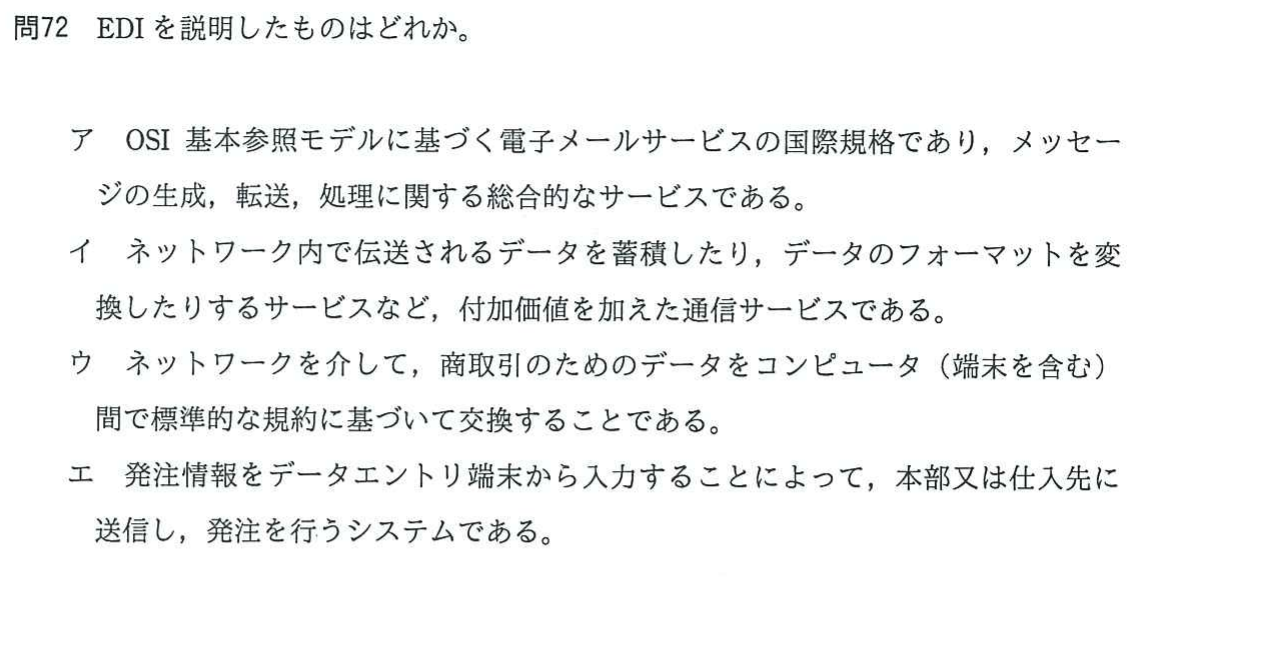 問72 EDI を説明したものはどれか。
ア OSI 基本参照モデルに基づく電子メールサービスの国際規格であり，メッセー
ジの生成，転送，処理に関する総合的なサービスである。
イ ネットワーク内で伝送されるデータを蓄積したり，データのフォーマットを変
換したりするサービスなど，付加価値を加えた通信サービスである。
ウ ネットワークを介して，商取引のためのデータをコンピュータ（端末を含む）
間で標準的な規約に基づいて交換することである。
エ 発注情報をデータエントリ端末から入力することによって，本部又は仕入先に
送信し，発注を行うシステムである。